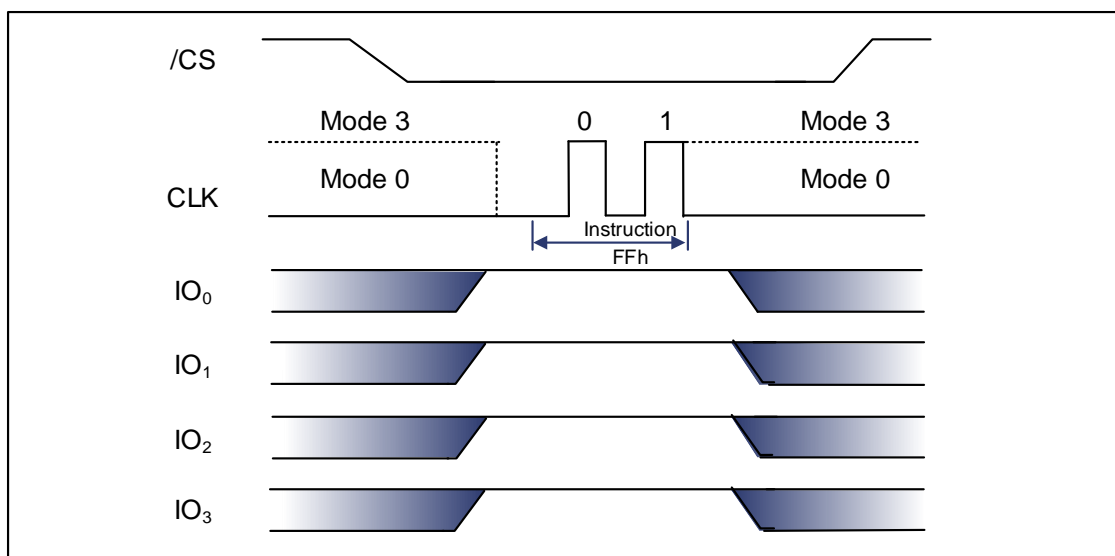 /CS
Mode 3 0 1 Mode 3
Mode 0 Mode 0
CLK
Instruction
FFh
IO₀
IO₁
IO₂
IO₃